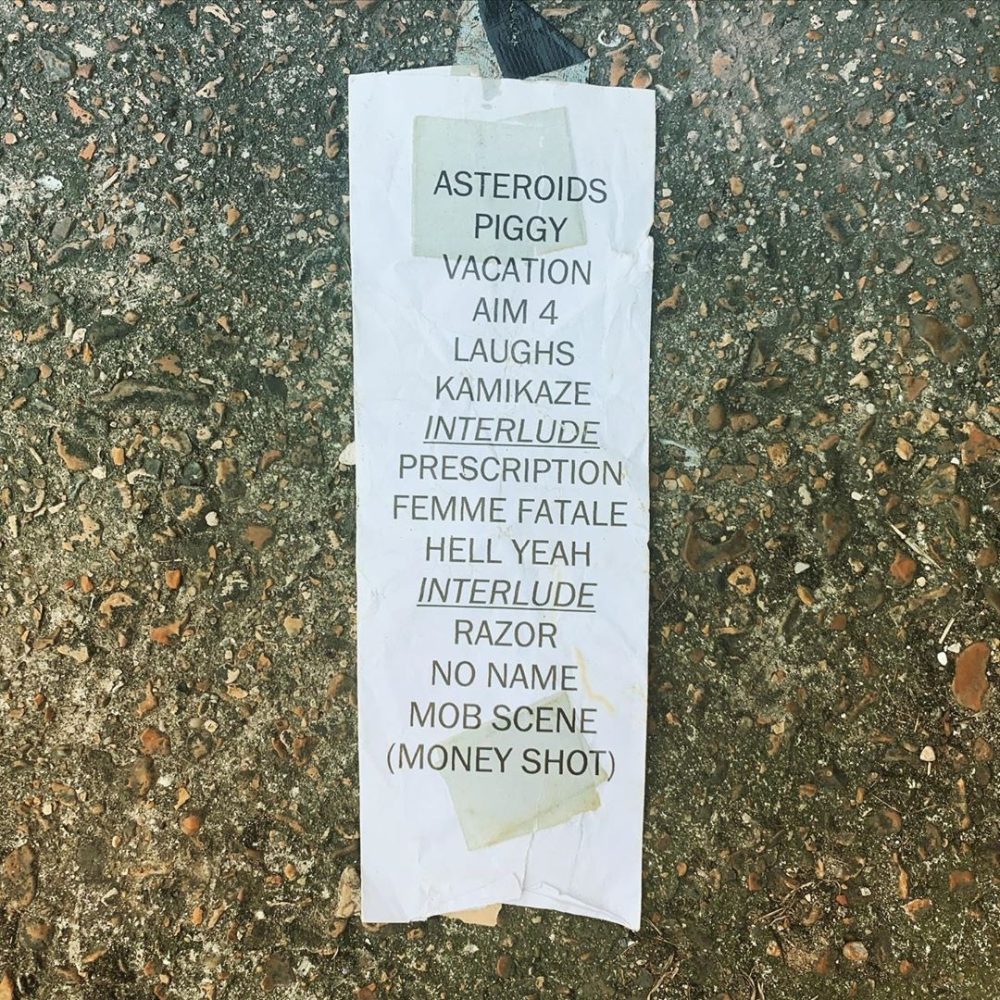 ASTEROIDS
PIGGY
VACATION
AIM 4
LAUGHS
KAMIKAZE
INTERLUDE
PRESCRIPTION
FEMME FATALE
HELL YEAH
INTERLUDE
RAZOR
NO NAME
MOB SCENE
(MONEY SHOT)